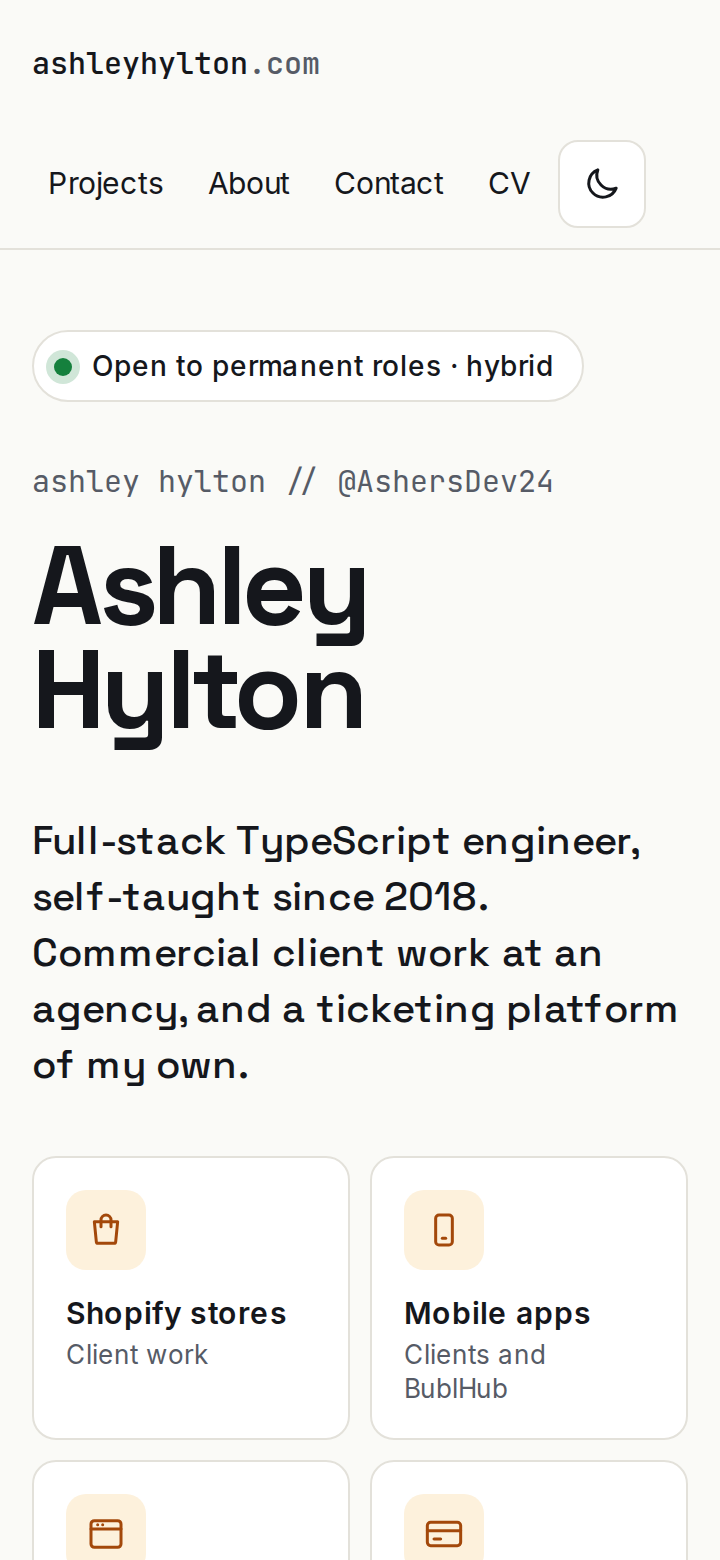 ashleyhylton.com
Projects About Contact CV
Open to permanent roles · hybrid
ashley hylton // @AshersDev24
Ashley
Hylton
Full-stack TypeScript engineer,
self-taught since 2018.
Commercial client work at an
agency, and a ticketing platform
of my own.
Shopify stores
Client work
Mobile apps
Clients and
BublHub